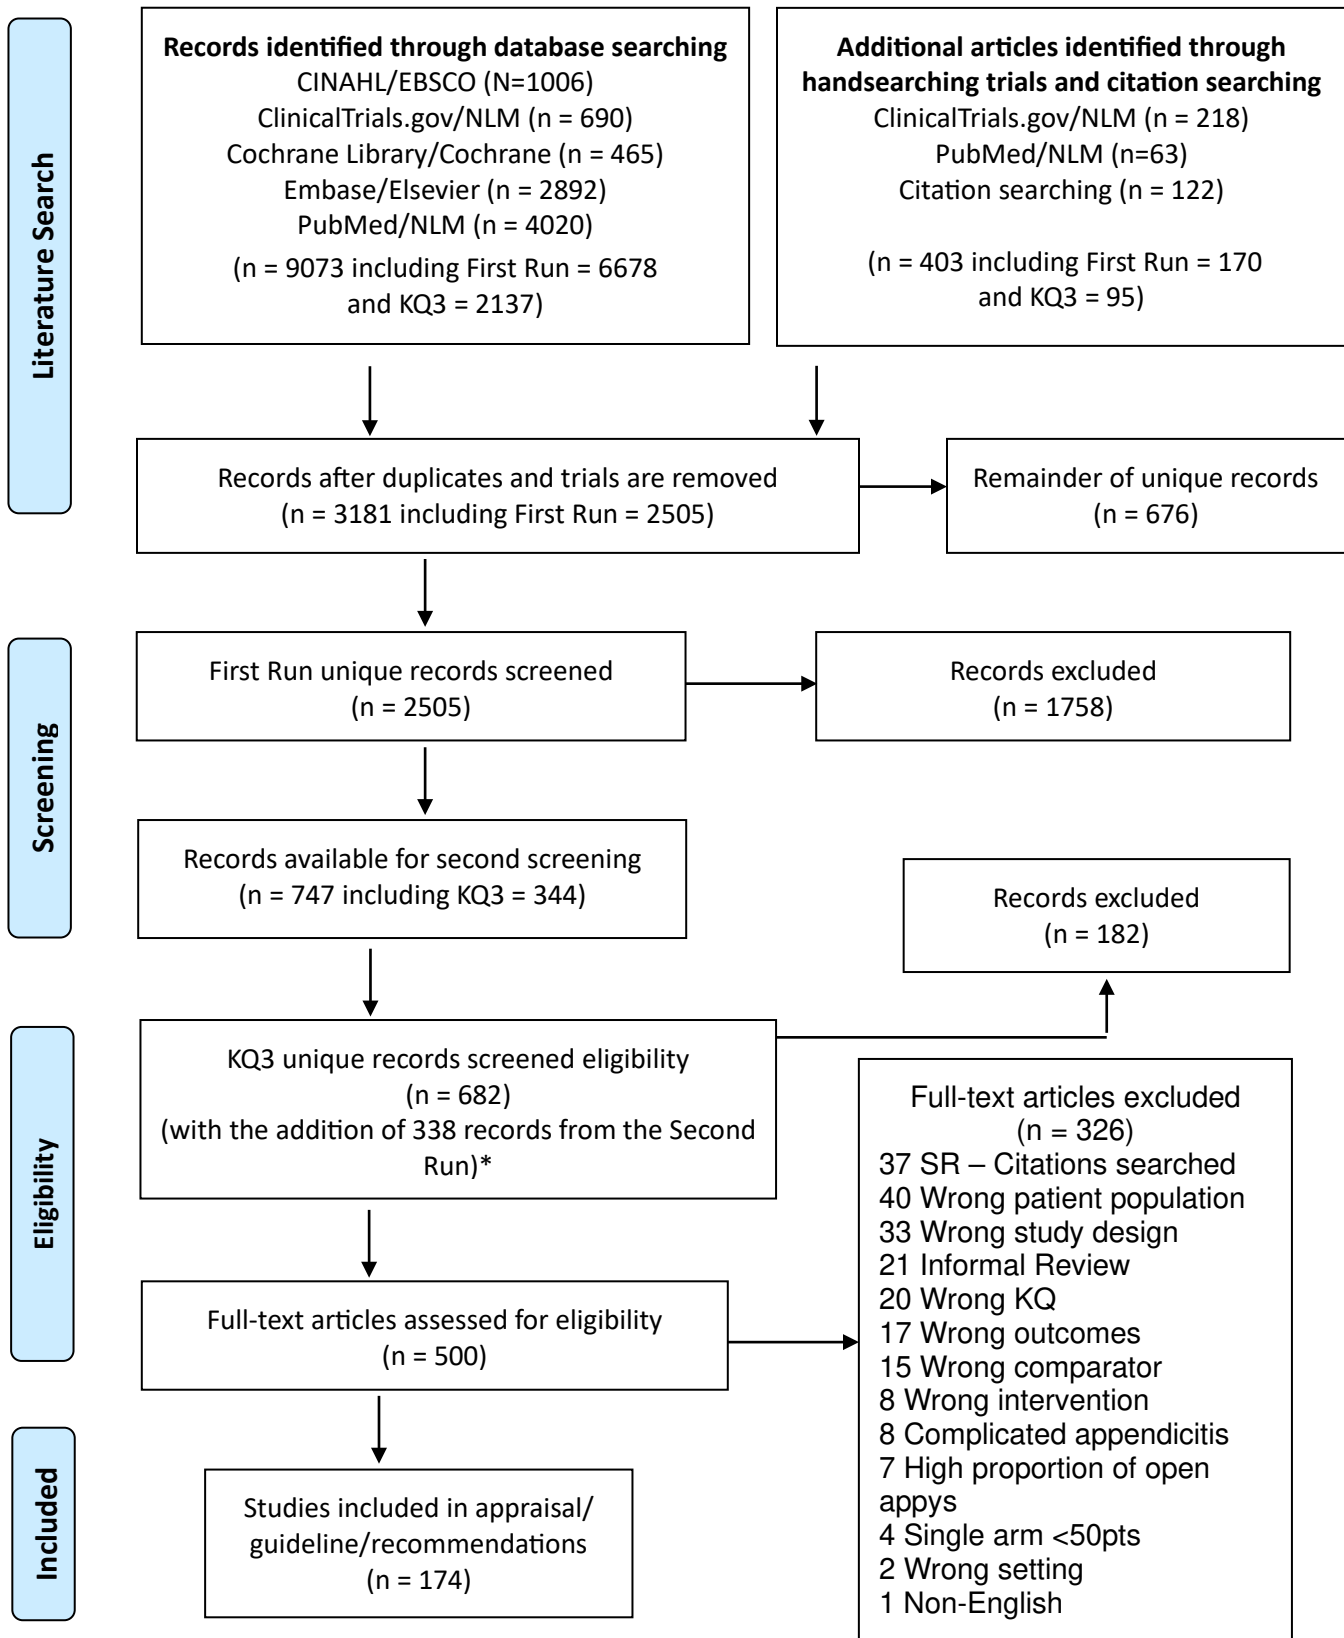 Literature Search
Records identified through database searching
CINAHL/EBSCO (N=1006)
ClinicalTrials.gov/NLM (n = 690)
Cochrane Library/Cochrane (n = 465)
Embase/Elsevier (n = 2892)
PubMed/NLM (n = 4020)
(n = 9073 including First Run = 6678
and KQ3 = 2137)
Additional articles identified through
handsearching trials and citation searching
ClinicalTrials.gov/NLM (n = 218)
PubMed/NLM (n=63)
Citation searching (n = 122)
(n = 403 including First Run = 170
and KQ3 = 95)
Records after duplicates and trials are removed
(n = 3181 including First Run = 2505)
Remainder of unique records
(n = 676)
Screening
First Run unique records screened
(n = 2505)
Records excluded
(n = 1758)
Records available for second screening
(n = 747 including KQ3 = 344)
Records excluded
(n = 182)
Eligibility
KQ3 unique records screened eligibility
(n = 682)
(with the addition of 338 records from the Second
Run)*
Full-text articles assessed for eligibility
(n = 500)
Full-text articles excluded
(n = 326)
37 SR – Citations searched
40 Wrong patient population
33 Wrong study design
21 Informal Review
20 Wrong KQ
17 Wrong outcomes
15 Wrong comparator
8 Wrong intervention
8 Complicated appendicitis
7 High proportion of open
appys
4 Single arm <50pts
2 Wrong setting
1 Non-English
Included
Studies included in appraisal/
guideline/recommendations
(n = 174)